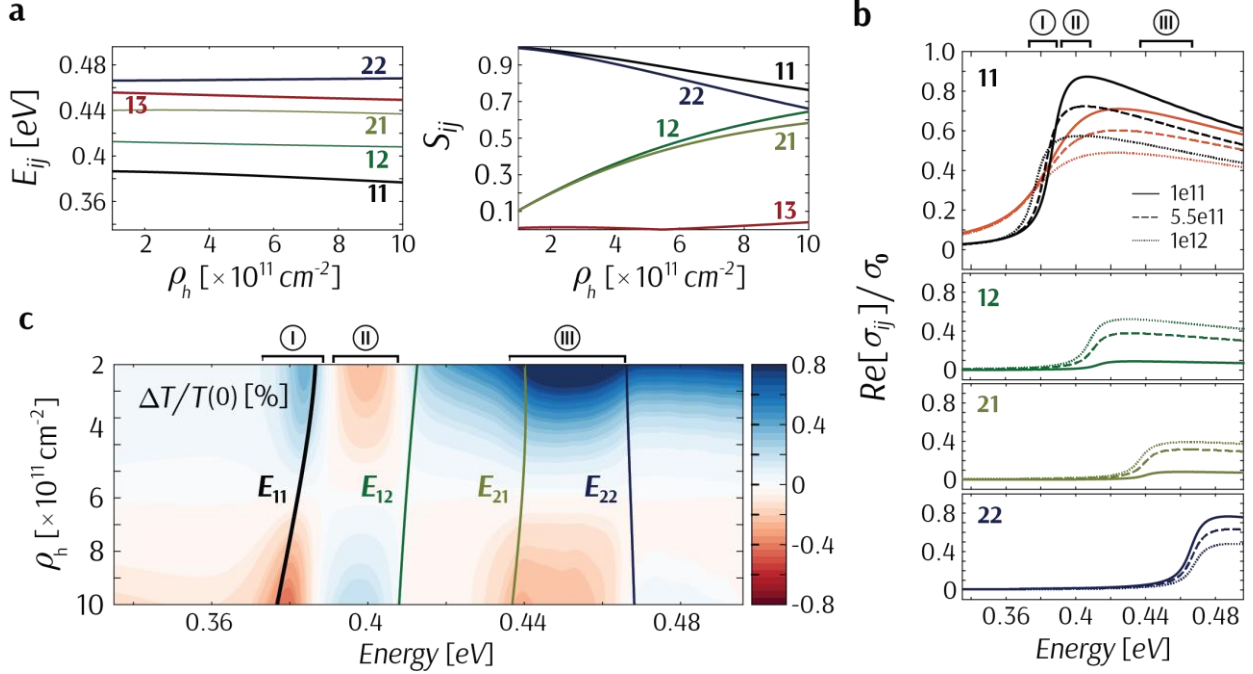 a
0.48
0.44
0.4
0.36
E_ij [eV]
22
13
21
12
11
2 4 6 8 10
ρ_h [×10^11 cm^-2]
0.9
0.7
0.5
0.3
0.1
S_ij
11
22
12
21
13
2 4 6 8 10
ρ_h [×10^11 cm^-2]
b
I II III
1.0
0.8
0.6
0.4
0.2
0
11
1e11
5.5e11
1e12
Re[σ_ij]/σ_0
12
0.8
0.4
0
21
0.8
0.4
0
22
0.8
0.4
0
0.36 0.4 0.44 0.48
Energy [eV]
c
I II III
ΔT/T(0) [%]
2
4
6
8
10
ρ_h [×10^11 cm^-2]
E_11 E_12 E_21 E_22
0.8
0.4
0
-0.4
-0.8
0.36 0.4 0.44 0.48
Energy [eV]